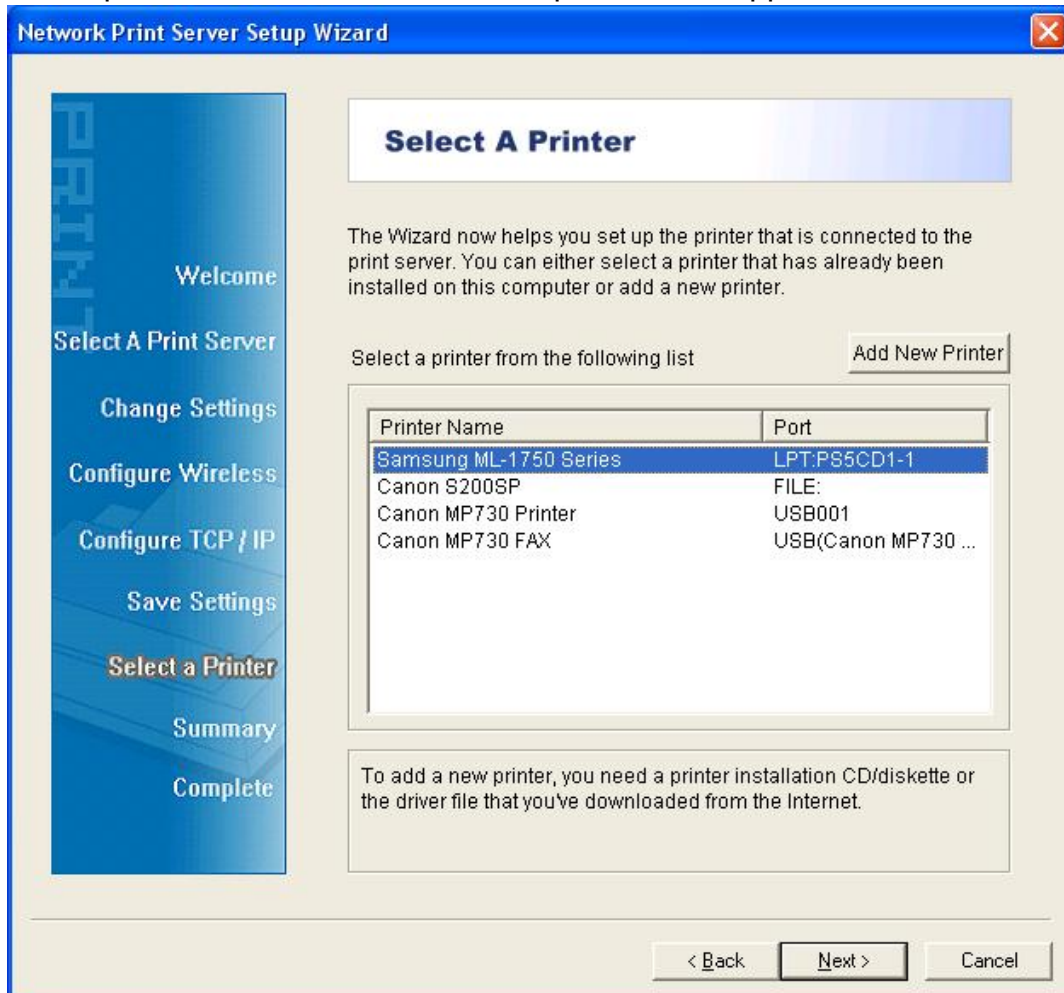 Network Print Server Setup Wizard
PRINT
Welcome
Select A Print Server
Change Settings
Configure Wireless
Configure TCP / IP
Save Settings
Select a Printer
Summary
Complete
Select A Printer
The Wizard now helps you set up the printer that is connected to the
print server. You can either select a printer that has already been
installed on this computer or add a new printer.
Select a printer from the following list
Add New Printer
Printer Name Port
Samsung ML-1750 Series LPT:PS5CD1-1
Canon S200SP FILE:
Canon MP730 Printer USB001
Canon MP730 FAX USB(Canon MP730 ...
To add a new printer, you need a printer installation CD/diskette or
the driver file that you've downloaded from the Internet.
< Back Next > Cancel